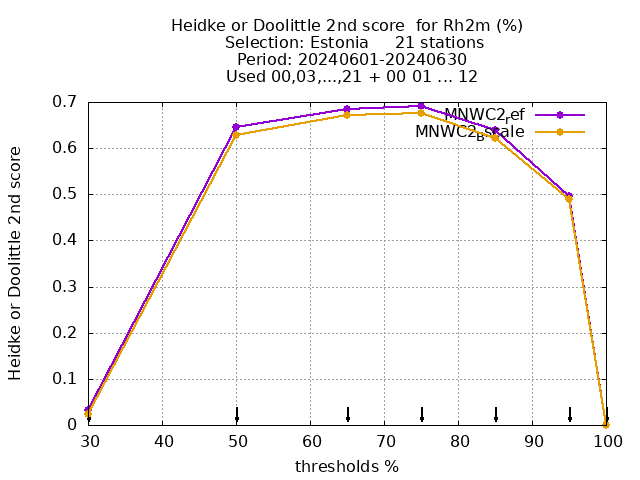 Heidke or Doolittle 2nd score for Rh2m (%)
Selection: Estonia 21 stations
Period: 20240601-20240630
Used 00,03,...,21 + 00 01 ... 12
Heidke or Doolittle 2nd score
0.7
0.6
0.5
0.4
0.3
0.2
0.1
0
MNWC2ref
MNWC2Bscale
30 40 50 60 70 80 90 100
thresholds %